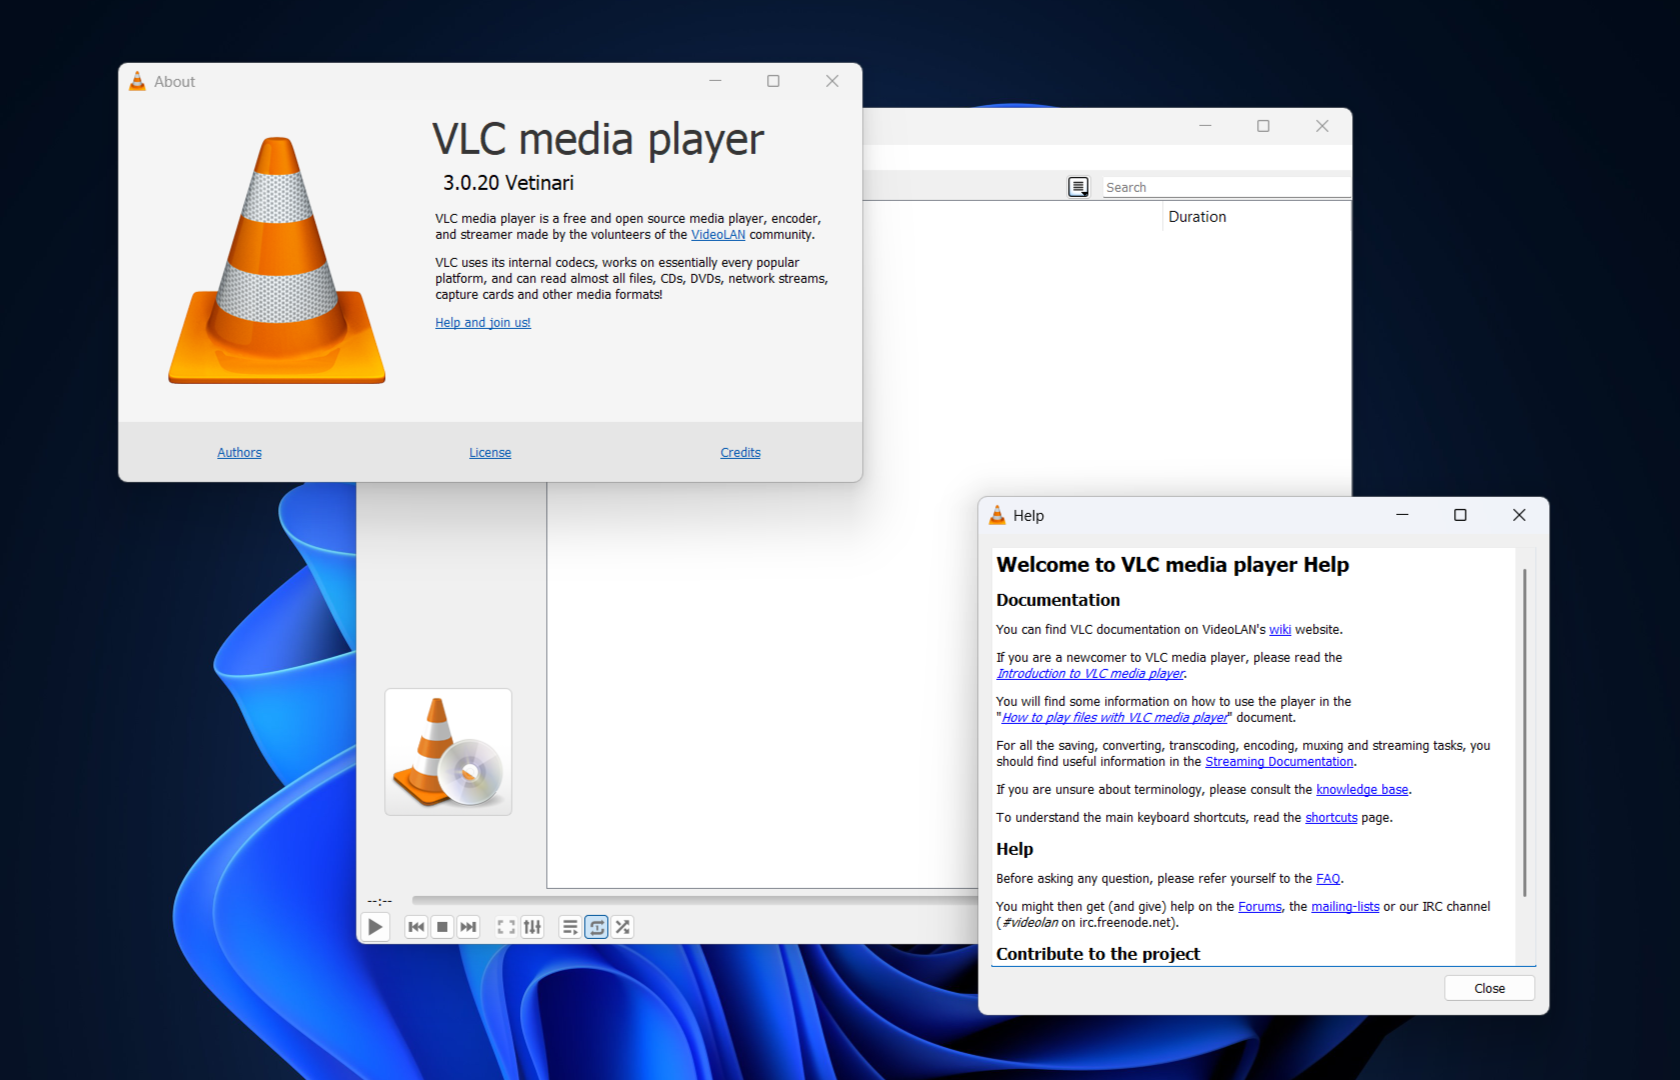 About
VLC media player
3.0.20 Vetinari
VLC media player is a free and open source media player, encoder,
and streamer made by the volunteers of the VideoLAN community.
VLC uses its internal codecs, works on essentially every popular
platform, and can read almost all files, CDs, DVDs, network streams,
capture cards and other media formats!
Help and join us!
Authors
License
Credits
Search
Duration
--:--
Help
Welcome to VLC media player Help
Documentation
You can find VLC documentation on VideoLAN's wiki website.
If you are a newcomer to VLC media player, please read the
Introduction to VLC media player.
You will find some information on how to use the player in the
"How to play files with VLC media player" document.
For all the saving, converting, transcoding, encoding, muxing and streaming tasks, you
should find useful information in the Streaming Documentation.
If you are unsure about terminology, please consult the knowledge base.
To understand the main keyboard shortcuts, read the shortcuts page.
Help
Before asking any question, please refer yourself to the FAQ.
You might then get (and give) help on the Forums, the mailing-lists or our IRC channel
(#videolan on irc.freenode.net).
Contribute to the project
Close